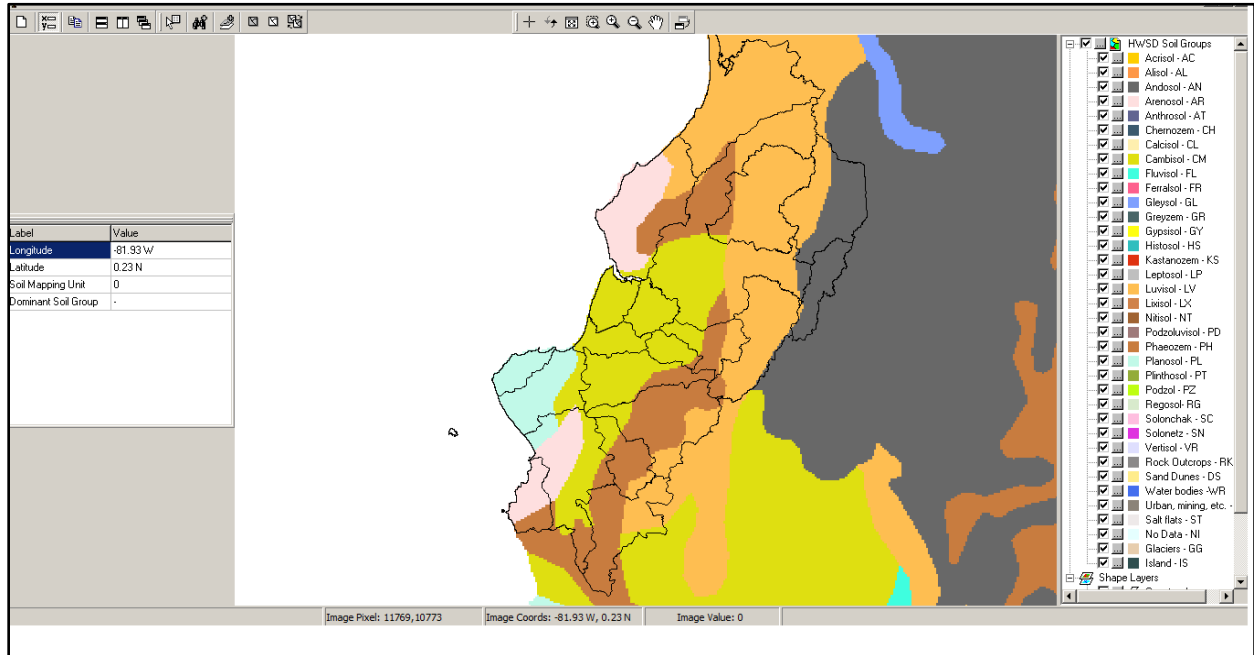 HWSD Soil Groups
Acrisol - AC
Alisol - AL
Andosol - AN
Arenosol - AR
Anthrosol - AT
Chernozem - CH
Calcisol - CL
Cambisol - CM
Fluvisol - FL
Ferralsol - FR
Gleysol - GL
Greyzem - GR
Gypsisol - GY
Histosol - HS
Kastanozem - KS
Leptosol - LP
Luvisol - LV
Lixisol - LX
Nitisol - NT
Podzoluvisol - PD
Phaeozem - PH
Planosol - PL
Plinthosol - PT
Podzol - PZ
Regosol- RG
Solonchak - SC
Solonetz - SN
Vertisol - VR
Rock Outcrops - RK
Sand Dunes - DS
Water bodies -WR
Urban, mining, etc. -
Salt flats - ST
No Data - NI
Glaciers - GG
Island - IS
Shape Layers
Label Value
Longitude -81.93 W
Latitude 0.23 N
Soil Mapping Unit 0
Dominant Soil Group -
Image Pixel: 11769,10773 Image Coords: -81.93 W, 0.23 N Image Value: 0